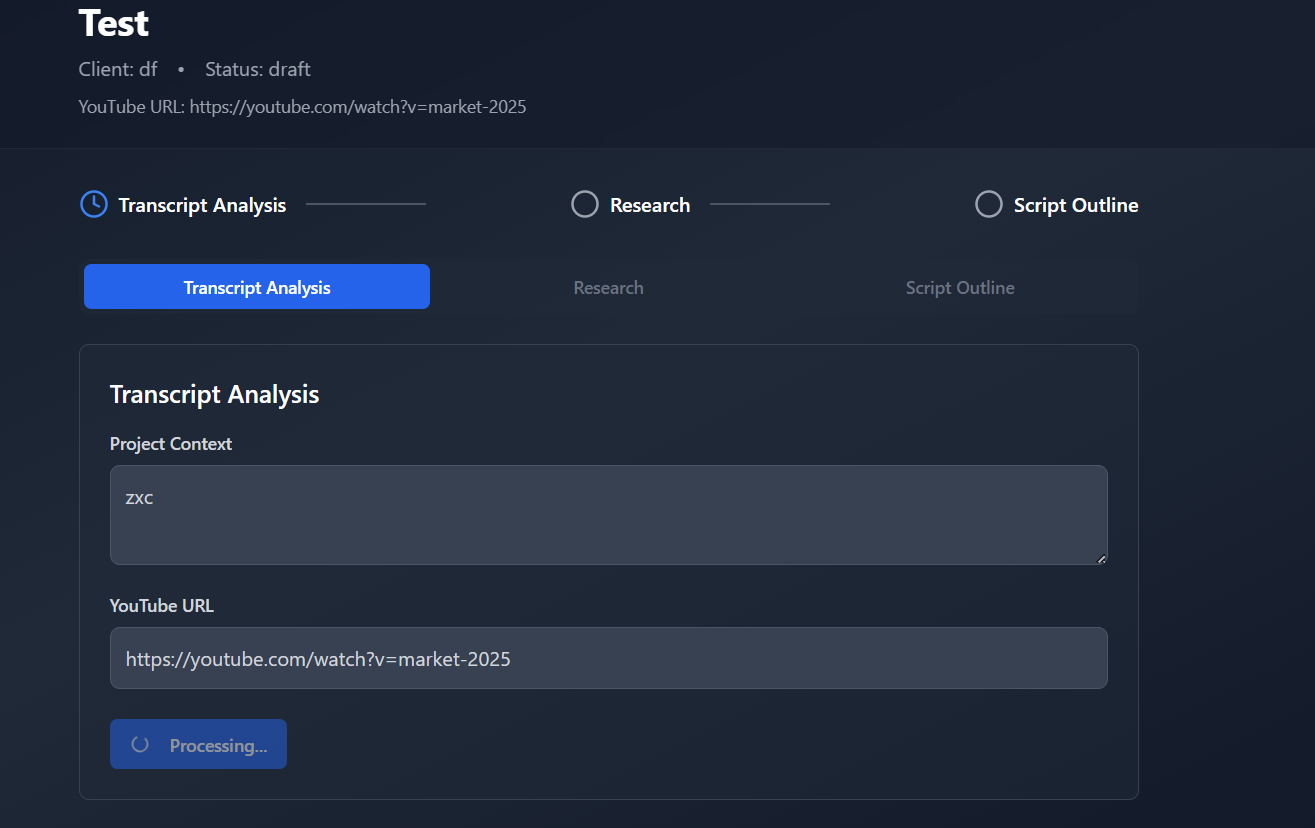 Test
Client: df • Status: draft
YouTube URL: https://youtube.com/watch?v=market-2025
Transcript Analysis Research Script Outline
Transcript Analysis Research Script Outline
Transcript Analysis
Project Context
zxc
YouTube URL
https://youtube.com/watch?v=market-2025
Processing...